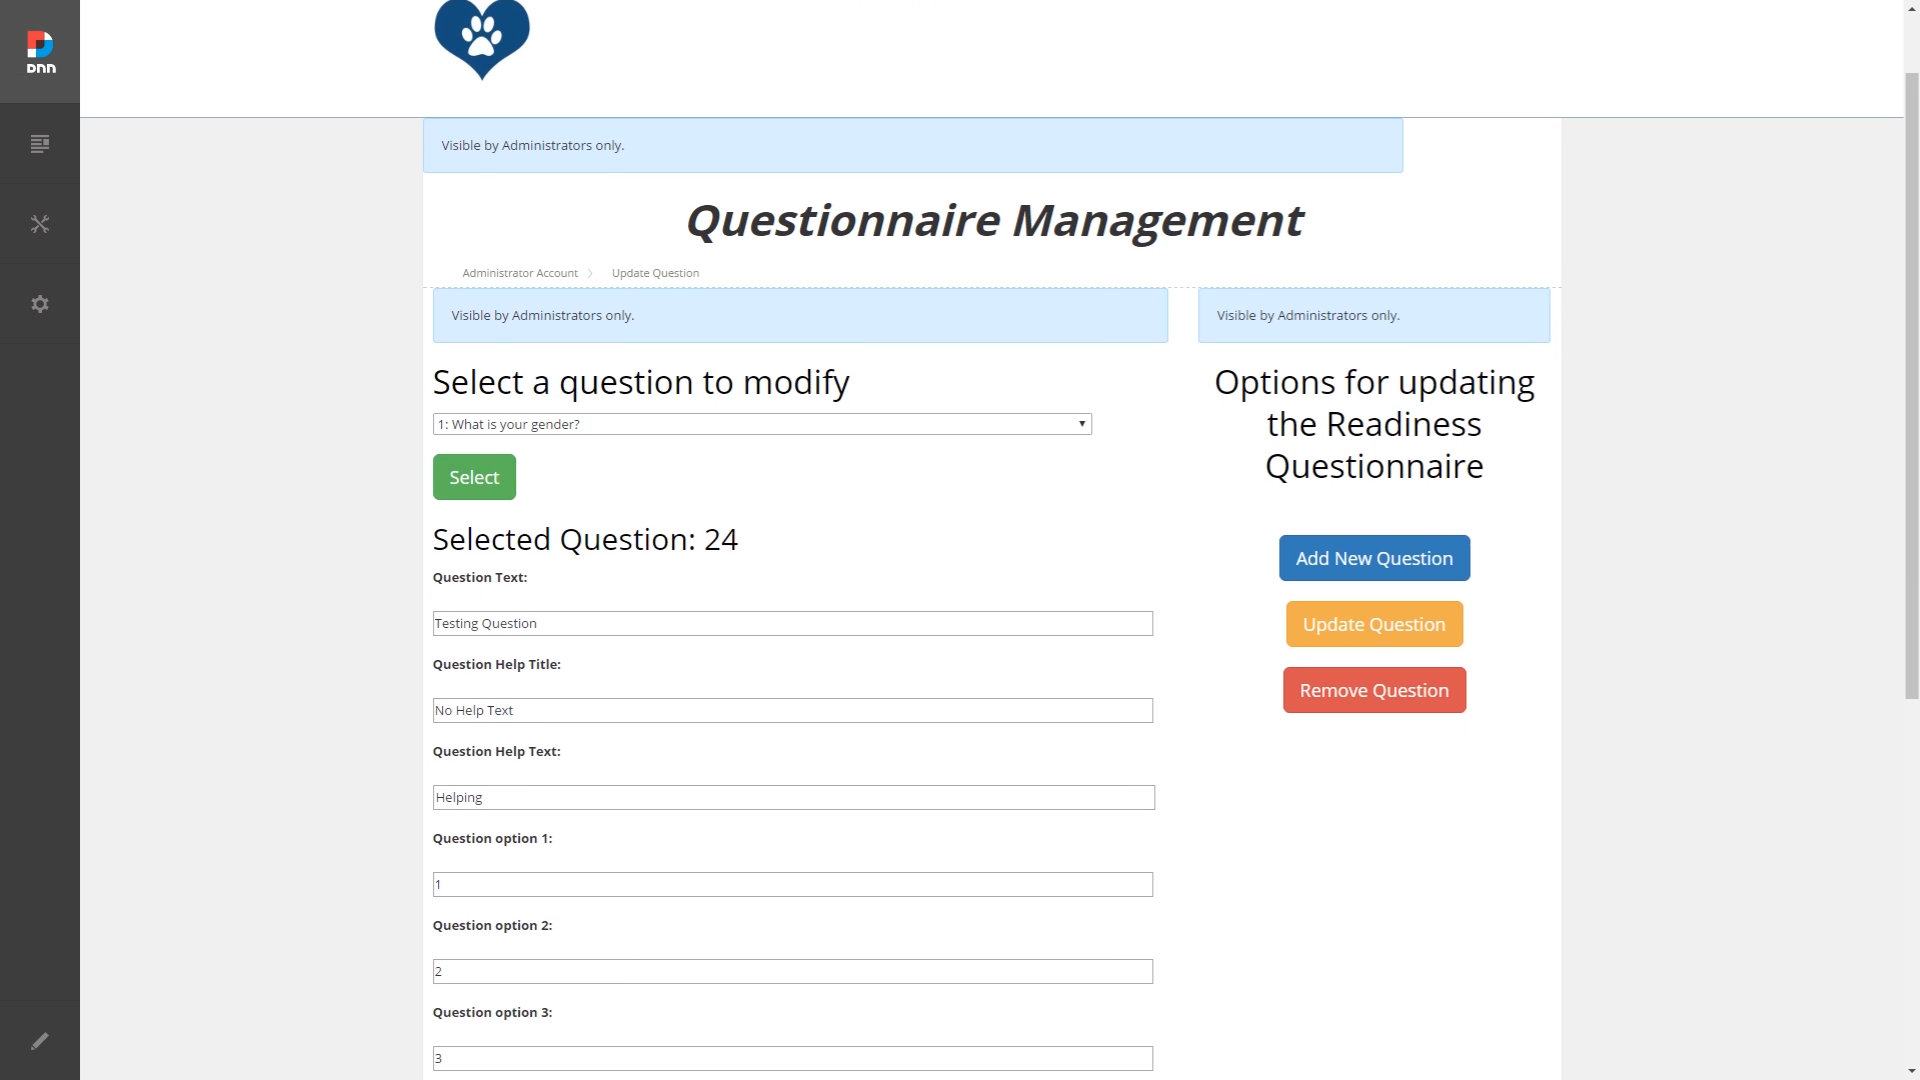 DNN
Visible by Administrators only.
Questionnaire Management
Administrator Account
Update Question
Visible by Administrators only.
Select a question to modify
1: What is your gender?
Select
Selected Question: 24
Question Text:
Testing Question
Question Help Title:
No Help Text
Question Help Text:
Helping
Question option 1:
1
Question option 2:
2
Question option 3:
3
Visible by Administrators only.
Options for updating
the Readiness
Questionnaire
Add New Question
Update Question
Remove Question